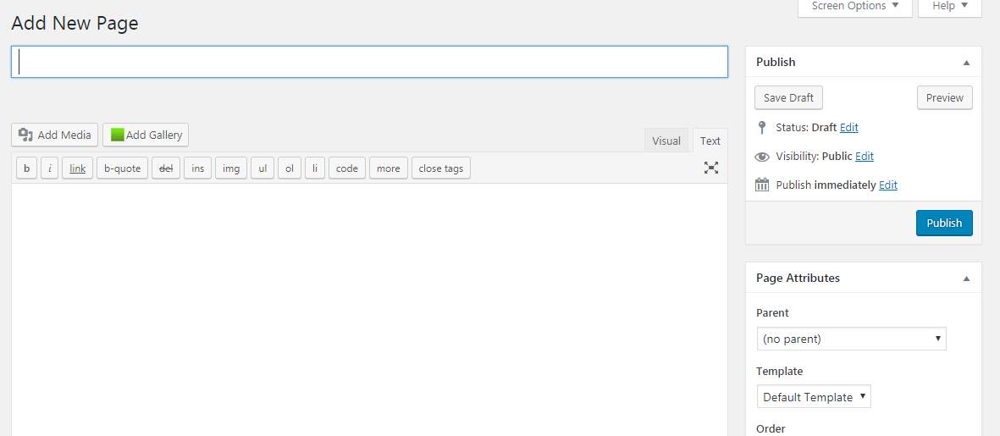 Screen Options Help
Add New Page
Publish
Save Draft Preview
Add Media Add Gallery
Visual Text
Status: Draft Edit
b i link b-quote del ins img ul ol li code more close tags
Visibility: Public Edit
Publish immediately Edit
Publish
Page Attributes
Parent
(no parent)
Template
Default Template
Order